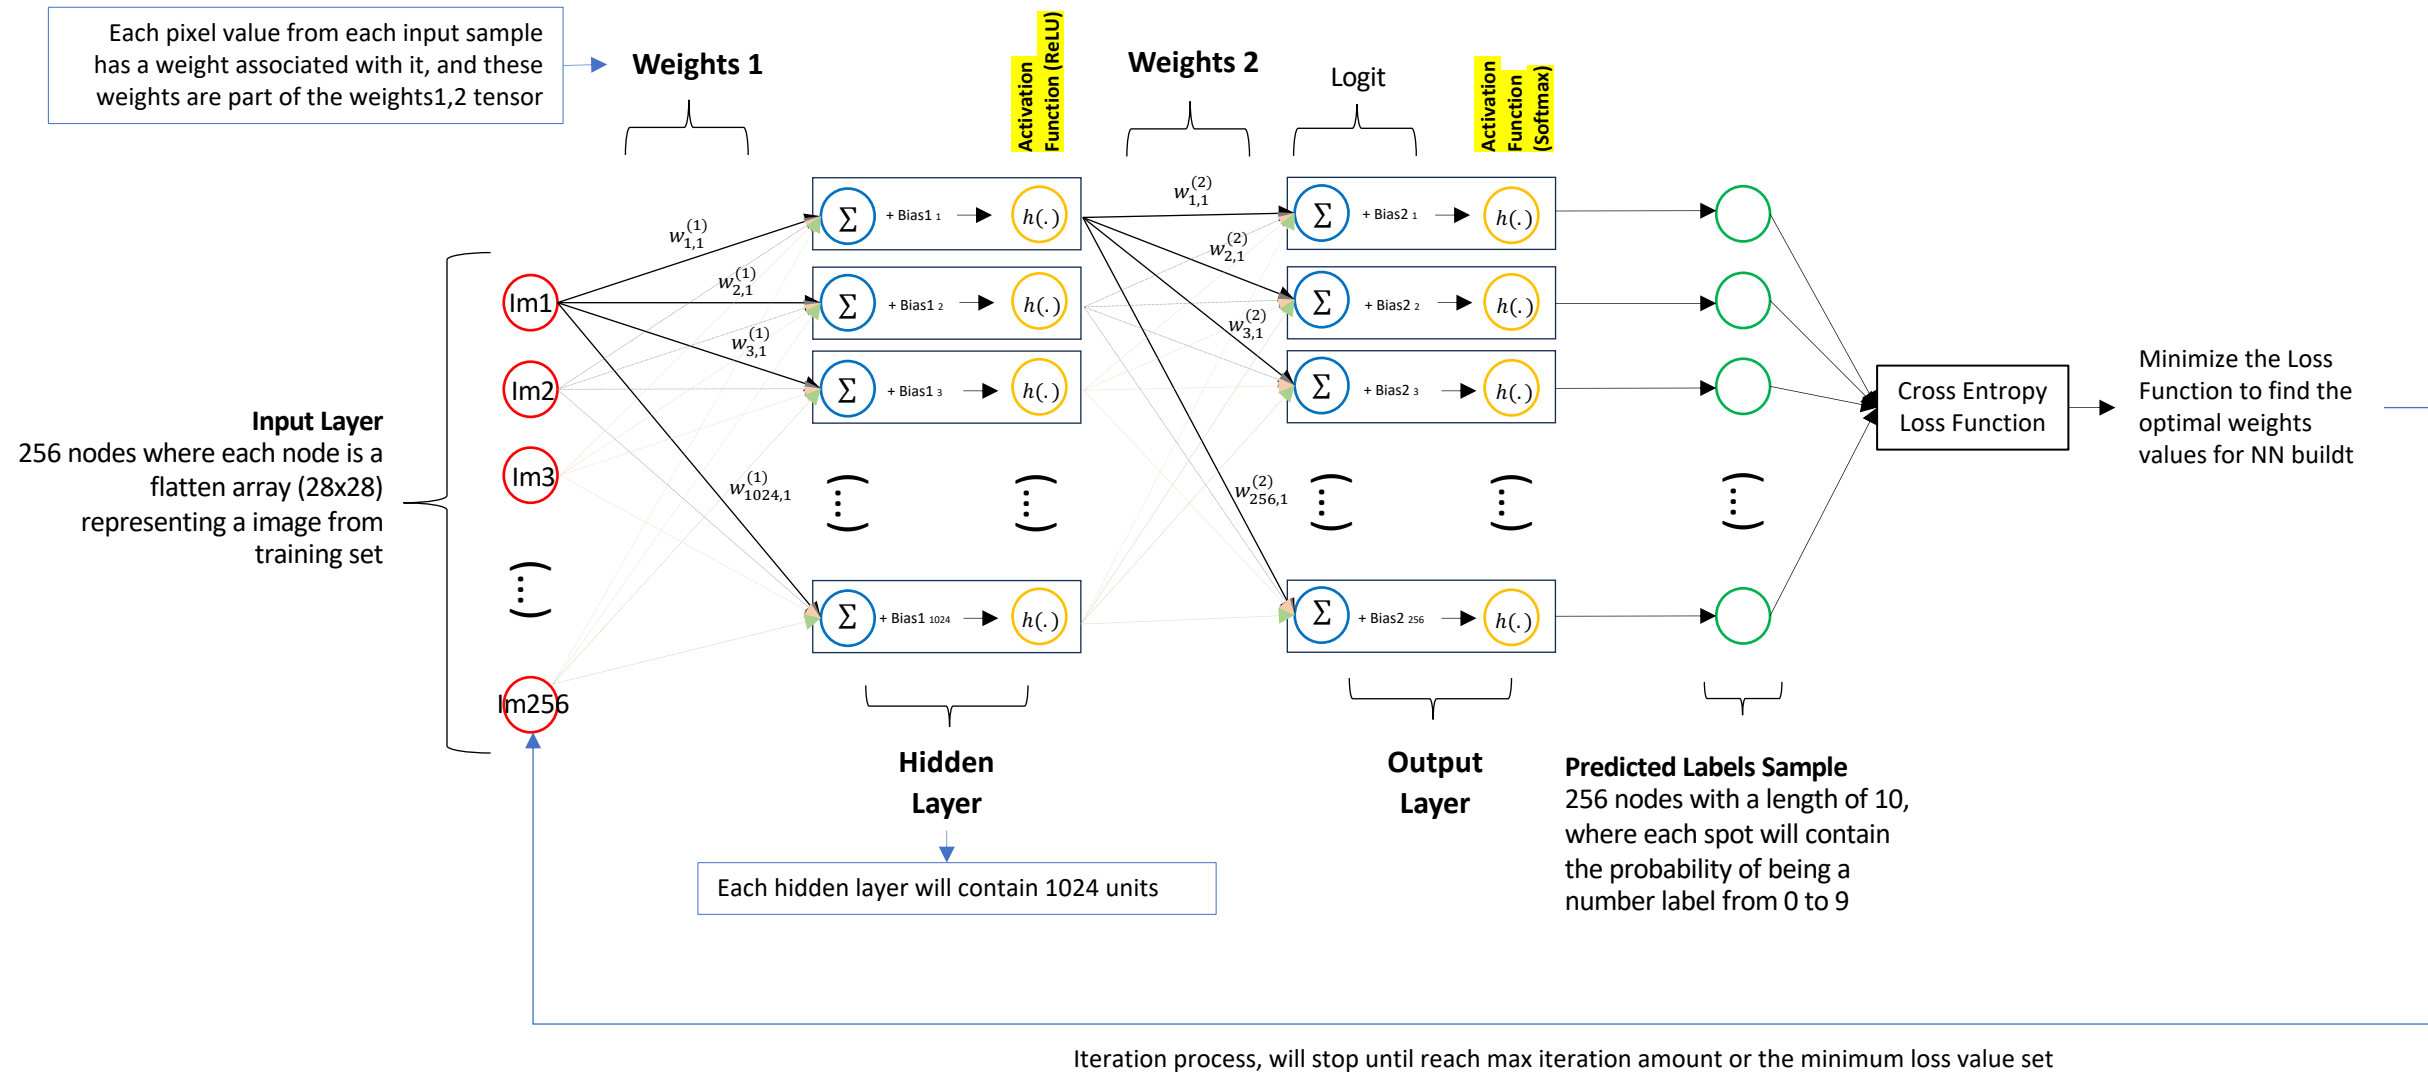 Each pixel value from each input sample
has a weight associated with it, and these
weights are part of the weights1,2 tensor
Weights 1
Activation
Function (ReLU)
Weights 2
Logit
Activation
Function
(Softmax)
w_{1,1}^{(1)}
w_{2,1}^{(1)}
w_{3,1}^{(1)}
w_{1024,1}^{(1)}
Σ + Bias1 1 h(.)
Σ + Bias1 2 h(.)
Σ + Bias1 3 h(.)
(...) (...)
Σ + Bias1 1024 h(.)
w_{1,1}^{(2)}
w_{2,1}^{(2)}
w_{3,1}^{(2)}
w_{256,1}^{(2)}
Σ + Bias2 1 h(.)
Σ + Bias2 2 h(.)
Σ + Bias2 3 h(.)
(...) (...) (...)
Σ + Bias2 256 h(.)
Im1
Im2
Im3
(...)
Im256
Input Layer
256 nodes where each node is a
flatten array (28x28)
representing a image from
training set
Cross Entropy
Loss Function
Minimize the Loss
Function to find the
optimal weights
values for NN buildt
Hidden
Layer
Each hidden layer will contain 1024 units
Output
Layer
Predicted Labels Sample
256 nodes with a length of 10,
where each spot will contain
the probability of being a
number label from 0 to 9
Iteration process, will stop until reach max iteration amount or the minimum loss value set